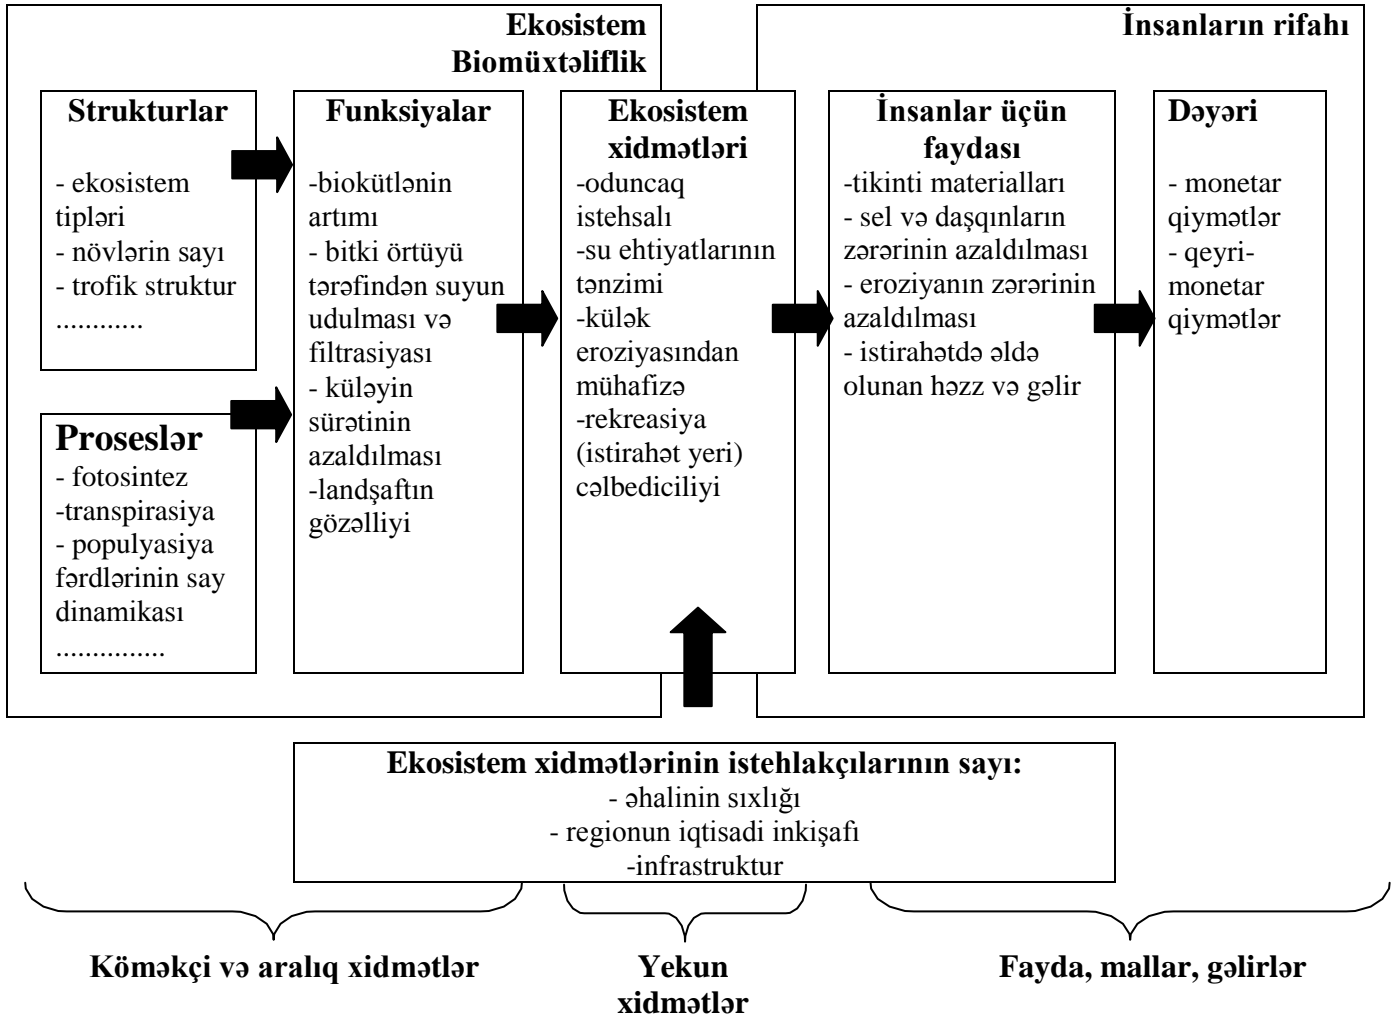 Ekosistem
Biomüxtəliflik
İnsanların rifahı
Strukturlar
- ekosistem
tipləri
- növlərin sayı
- trofik struktur
............
Proseslər
- fotosintez
-transpirasiya
- populyasiya
fərdlərinin say
dinamikası
...............
Funksiyalar
-biokütlənin
artımı
- bitki örtüyü
tərəfindən suyun
udulması və
filtrasiyası
- küləyin
sürətinin
azaldılması
-landşaftın
gözəlliyi
Ekosistem
xidmətləri
-oduncaq
istehsalı
-su ehtiyatlarının
tənzimi
-külək
eroziyasından
mühafizə
-rekreasiya
(istirahət yeri)
cəlbediciliyi
İnsanlar üçün
faydası
-tikinti materialları
- sel və daşqınların
zərərinin azaldılması
- eroziyanın zərərinin
azaldılması
- istirahətdə əldə
olunan həzz və gəlir
Dəyəri
- monetar
qiymətlər
- qeyri-
monetar
qiymətlər
Ekosistem xidmətlərinin istehlakçılarının sayı:
- əhalinin sıxlığı
- regionun iqtisadi inkişafı
-infrastruktur
Köməkçi və aralıq xidmətlər
Yekun
xidmətlər
Fayda, mallar, gəlirlər